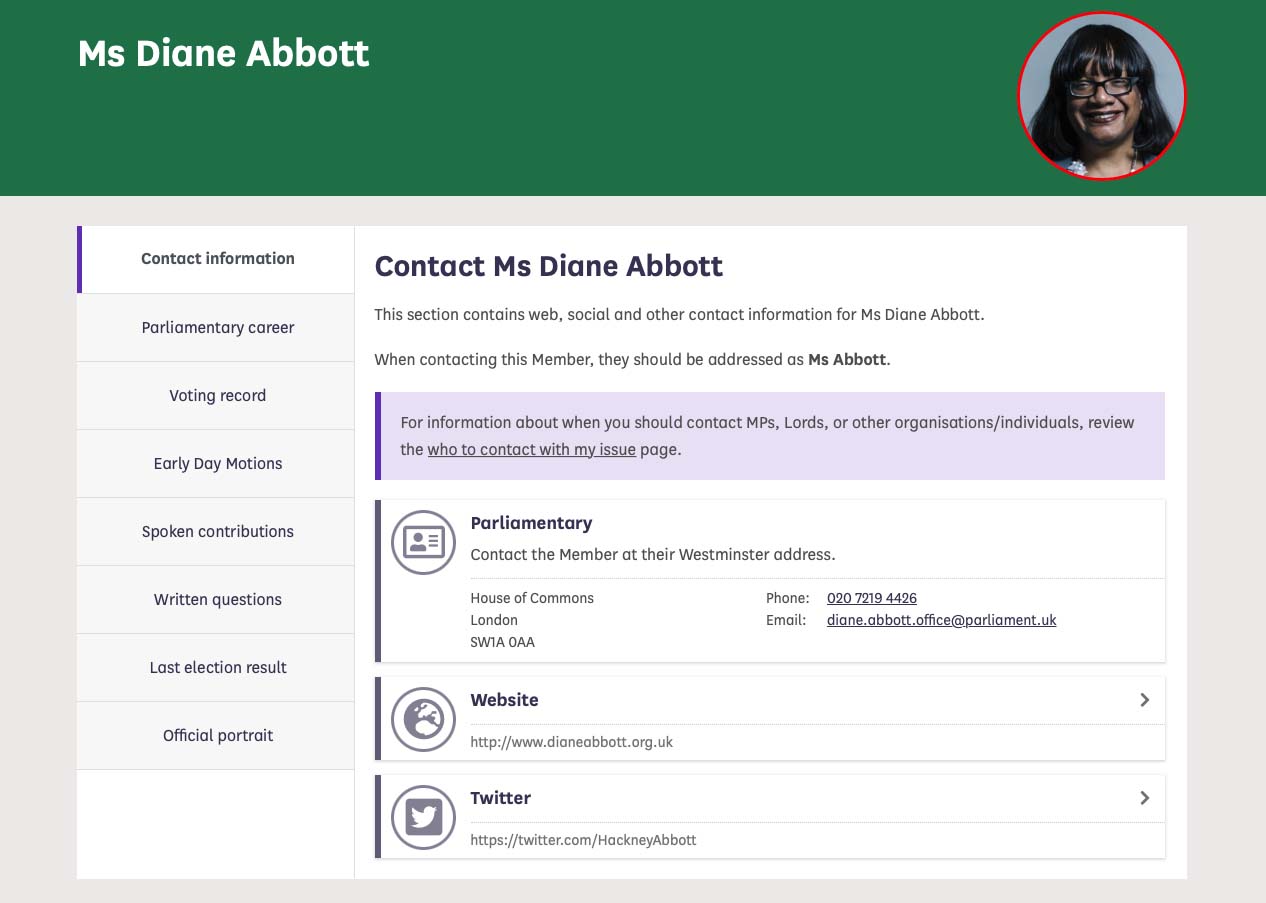 Ms Diane Abbott
Contact information
Parliamentary career
Voting record
Early Day Motions
Spoken contributions
Written questions
Last election result
Official portrait
Contact Ms Diane Abbott
This section contains web, social and other contact information for Ms Diane Abbott.
When contacting this Member, they should be addressed as Ms Abbott.
For information about when you should contact MPs, Lords, or other organisations/individuals, review
the who to contact with my issue page.
Parliamentary
Contact the Member at their Westminster address.
House of Commons
London
SW1A 0AA
Phone: 020 7219 4426
Email: diane.abbott.office@parliament.uk
Website
http://www.dianeabbott.org.uk
Twitter
https://twitter.com/HackneyAbbott